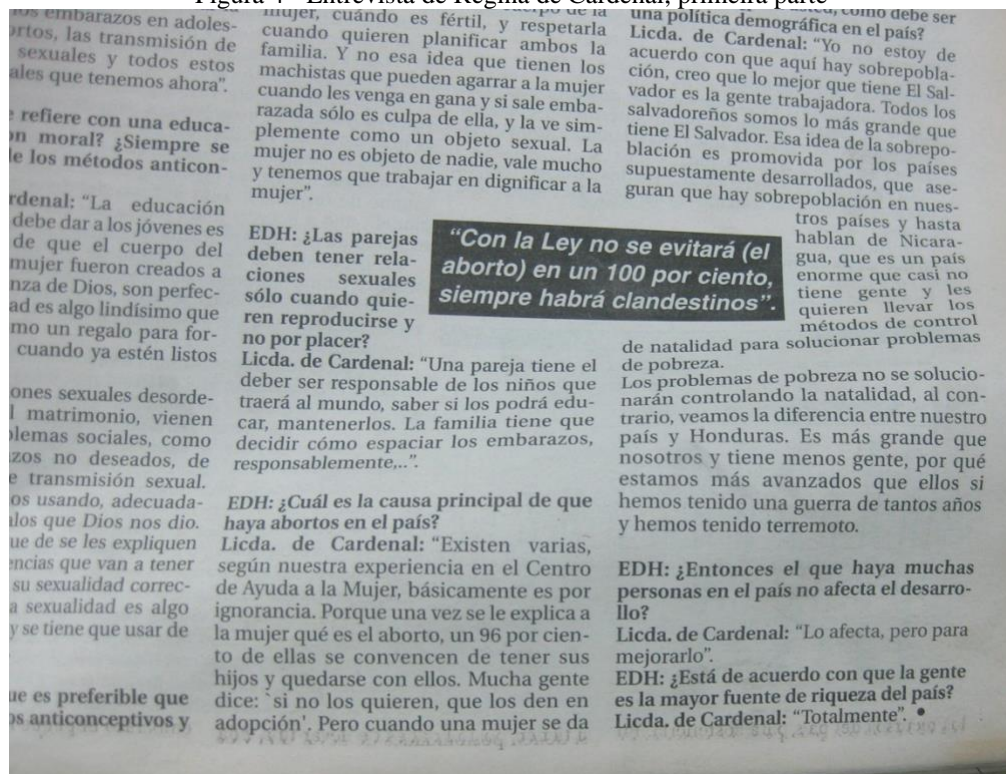 Figura 4 - Entrevista de Regina de Cardenal, primeira parte
embarazos en adoles-
las transmisión de
sexuales y todos estos
ales que tenemos ahora”.
refiere con una educa-
moral? ¿Siempre se
los métodos anticon-
“La educación
debe dar a los jóvenes es
de que el cuerpo del
mujer fueron creados a
de Dios, son perfec-
ad es algo lindísimo que
mo un regalo para for-
cuando ya estén listos
ones sexuales desorde-
matrimonio, vienen
sociales, como
no deseados, de
transmisión sexual.
os usando, adecuada-
los que Dios nos dio.
de se les expliquen
encias que van a tener
su sexualidad correc-
a sexualidad es algo
y se tiene que usar de
es preferible que
os anticonceptivos y
mujer, cuándo es fértil, y respetarla
cuando quieren planificar ambos la
familia. Y no esa idea que tienen los
machistas que pueden agarrar a la mujer
cuando les venga en gana y si sale emba-
razada sólo es culpa de ella, y la ve sim-
plemente como un objeto sexual. La
mujer no es objeto de nadie, vale mucho
y tenemos que trabajar en dignificar a la
mujer”.
EDH: ¿Las parejas
deben tener rela-
ciones sexuales
sólo cuando quie-
ren reproducirse y
no por placer?
Licda. de Cardenal: “Una pareja tiene el
deber ser responsable de los niños que
traerá al mundo, saber si los podrá edu-
car, mantenerlos. La familia tiene que
decidir cómo espaciar los embarazos,
responsablemente,..”.
EDH: ¿Cuál es la causa principal de que
haya abortos en el país?
Licda. de Cardenal: “Existen varias,
según nuestra experiencia en el Centro
de Ayuda a la Mujer, básicamente es por
ignorancia. Porque una vez se le explica a
la mujer qué es el aborto, un 96 por cien-
to de ellas se convencen de tener sus
hijos y quedarse con ellos. Mucha gente
dice: `si no los quieren, que los den en
adopción'. Pero cuando una mujer se da
“Con la Ley no se evitará (el
aborto) en un 100 por ciento,
siempre habrá clandestinos”.
como debe ser
una política demográfica en el país?
Licda. de Cardenal: “Yo no estoy de
acuerdo con que aquí hay sobrepobla-
ción, creo que lo mejor que tiene El Sal-
vador es la gente trabajadora. Todos los
salvadoreños somos lo más grande que
tiene El Salvador. Esa idea de la sobrepo-
blación es promovida por los países
supuestamente desarrollados, que ase-
guran que hay sobrepoblación en nues-
tros países y hasta
hablan de Nicara-
gua, que es un país
enorme que casi no
tiene gente y les
quieren llevar los
métodos de control
de natalidad para solucionar problemas
de pobreza.
Los problemas de pobreza no se solucio-
narán controlando la natalidad, al con-
trario, veamos la diferencia entre nuestro
país y Honduras. Es más grande que
nosotros y tiene menos gente, por qué
estamos más avanzados que ellos si
hemos tenido una guerra de tantos años
y hemos tenido terremoto.
EDH: ¿Entonces el que haya muchas
personas en el país no afecta el desarro-
llo?
Licda. de Cardenal: “Lo afecta, pero para
mejorarlo”.
EDH: ¿Está de acuerdo con que la gente
es la mayor fuente de riqueza del país?
Licda. de Cardenal: “Totalmente”. •